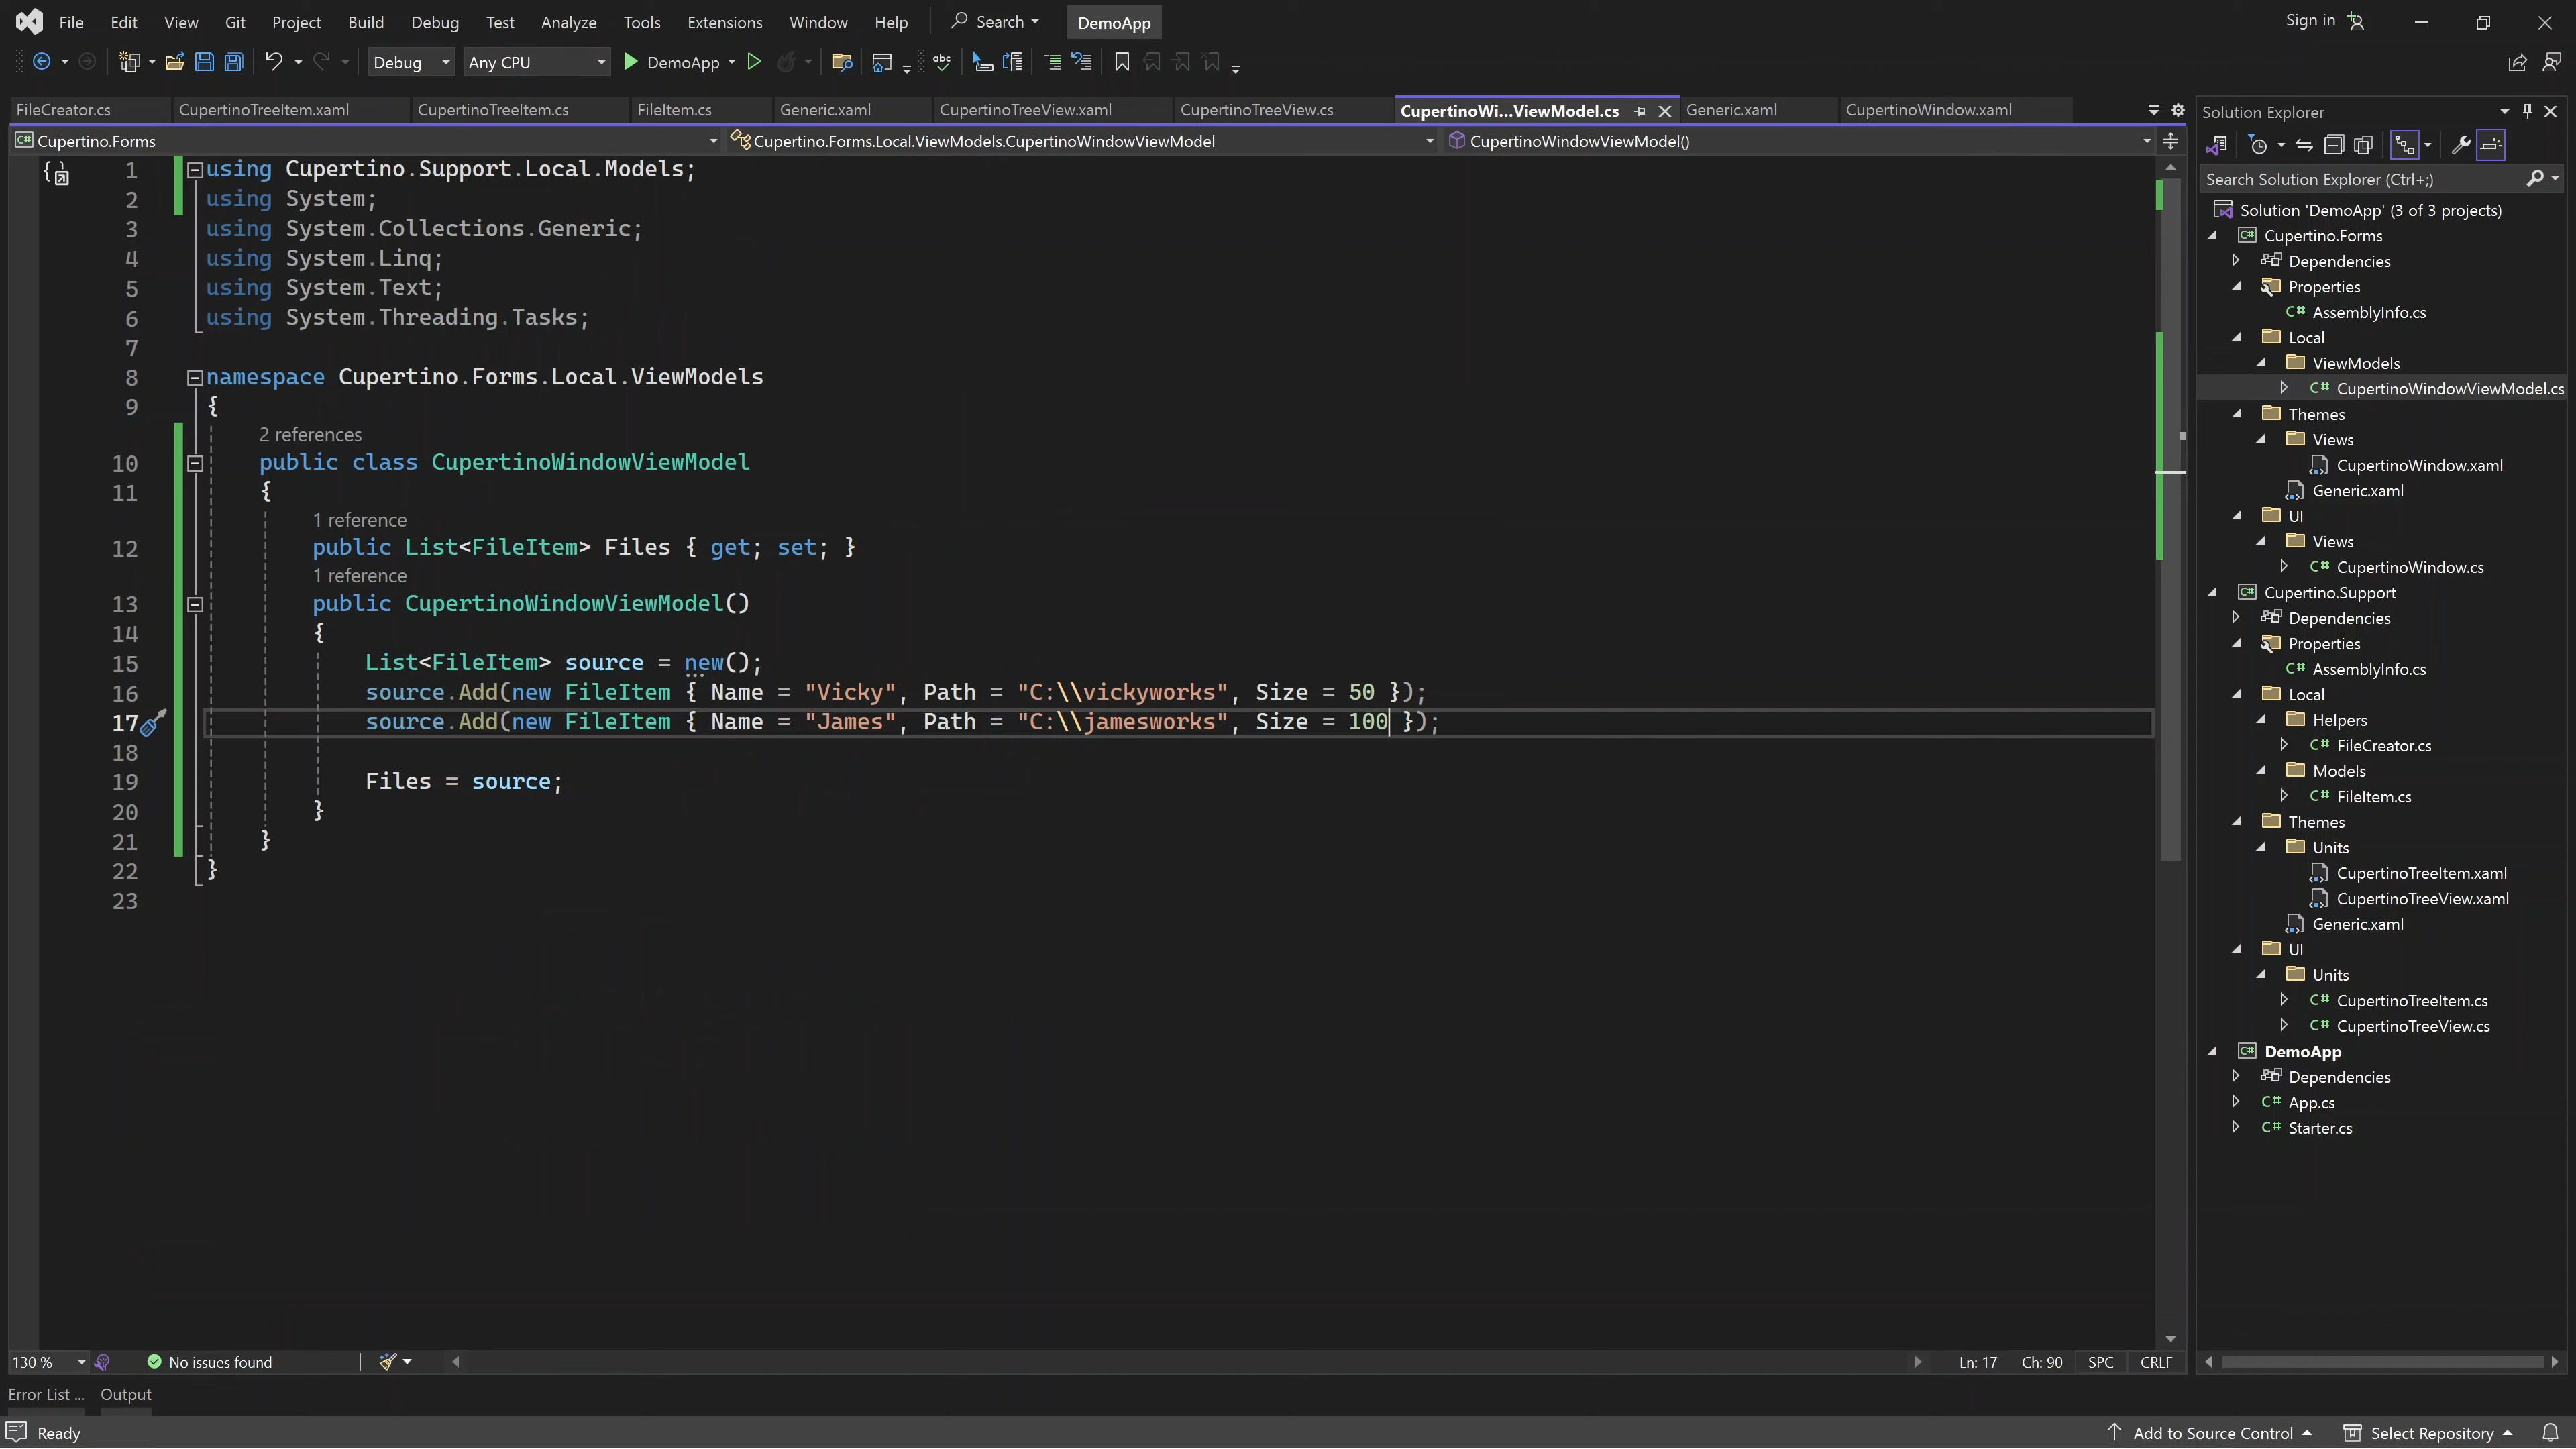 File Edit View Git Project Build Debug Test Analyze Tools Extensions Window Help Search DemoApp Sign in
Debug Any CPU DemoApp
FileCreator.cs CupertinoTreeItem.xaml CupertinoTreeItem.cs FileItem.cs Generic.xaml CupertinoTreeView.xaml CupertinoTreeView.cs CupertinoWi...ViewModel.cs Generic.xaml CupertinoWindow.xaml
Cupertino.Forms Cupertino.Forms.Local.ViewModels.CupertinoWindowViewModel CupertinoWindowViewModel()
1 using Cupertino.Support.Local.Models;
2 using System;
3 using System.Collections.Generic;
4 using System.Linq;
5 using System.Text;
6 using System.Threading.Tasks;
7
8 namespace Cupertino.Forms.Local.ViewModels
9 {
2 references
10 public class CupertinoWindowViewModel
11 {
1 reference
12 public List<FileItem> Files { get; set; }
1 reference
13 public CupertinoWindowViewModel()
14 {
15 List<FileItem> source = new();
16 source.Add(new FileItem { Name = "Vicky", Path = "C:\\vickyworks", Size = 50 });
17 source.Add(new FileItem { Name = "James", Path = "C:\\jamesworks", Size = 100 });
18
19 Files = source;
20 }
21 }
22 }
23
130 % No issues found Ln: 17 Ch: 90 SPC CRLF
Error List ... Output
Ready Add to Source Control Select Repository
Solution Explorer
Search Solution Explorer (Ctrl+;)
Solution 'DemoApp' (3 of 3 projects)
C# Cupertino.Forms
Dependencies
Properties
C# AssemblyInfo.cs
Local
ViewModels
C# CupertinoWindowViewModel.cs
Themes
Views
CupertinoWindow.xaml
Generic.xaml
UI
Views
C# CupertinoWindow.cs
C# Cupertino.Support
Dependencies
Properties
C# AssemblyInfo.cs
Local
Helpers
C# FileCreator.cs
Models
C# FileItem.cs
Themes
Units
CupertinoTreeItem.xaml
CupertinoTreeView.xaml
Generic.xaml
UI
Units
C# CupertinoTreeItem.cs
C# CupertinoTreeView.cs
C# DemoApp
Dependencies
C# App.cs
C# Starter.cs